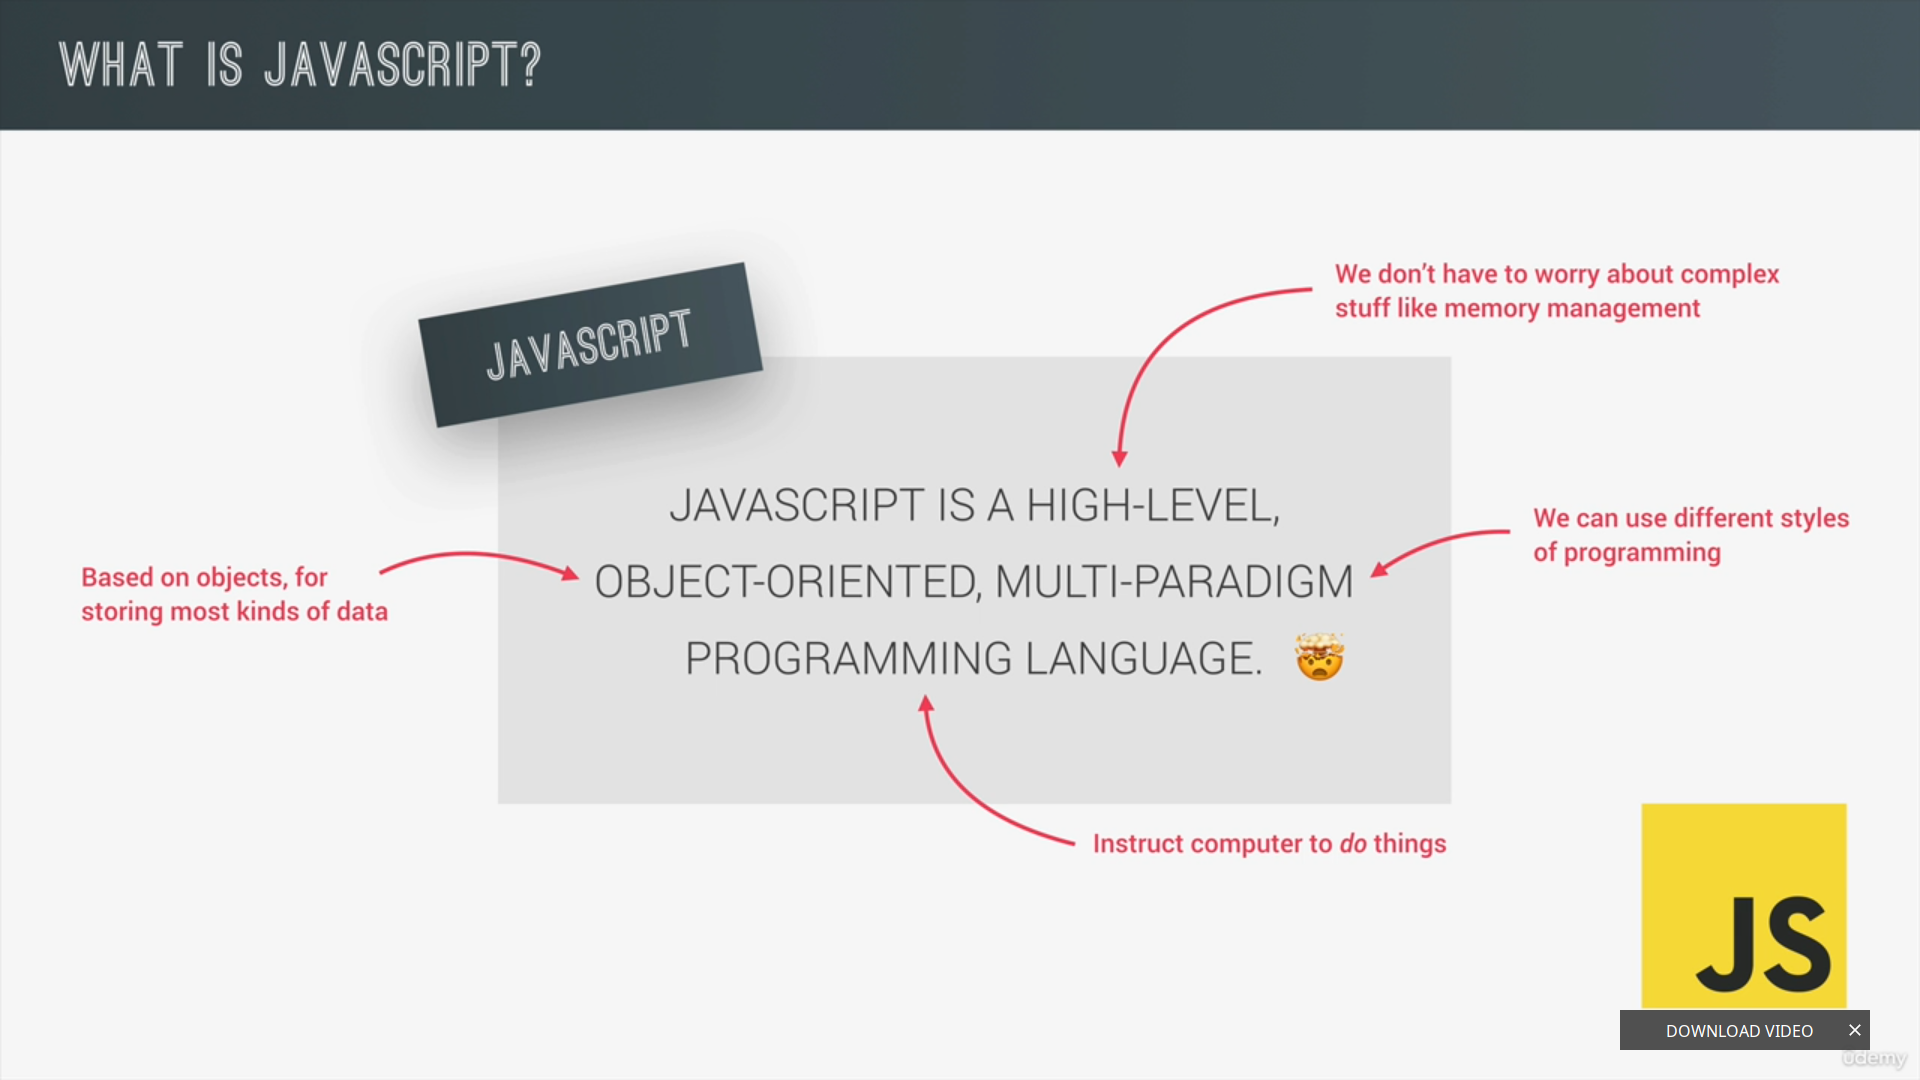 WHAT IS JAVASCRIPT?
JAVASCRIPT
We don't have to worry about complex
stuff like memory management
JAVASCRIPT IS A HIGH-LEVEL,
OBJECT-ORIENTED, MULTI-PARADIGM
PROGRAMMING LANGUAGE. 🤯
We can use different styles
of programming
Based on objects, for
storing most kinds of data
Instruct computer to do things
JS
DOWNLOAD VIDEO ×
ûdemy